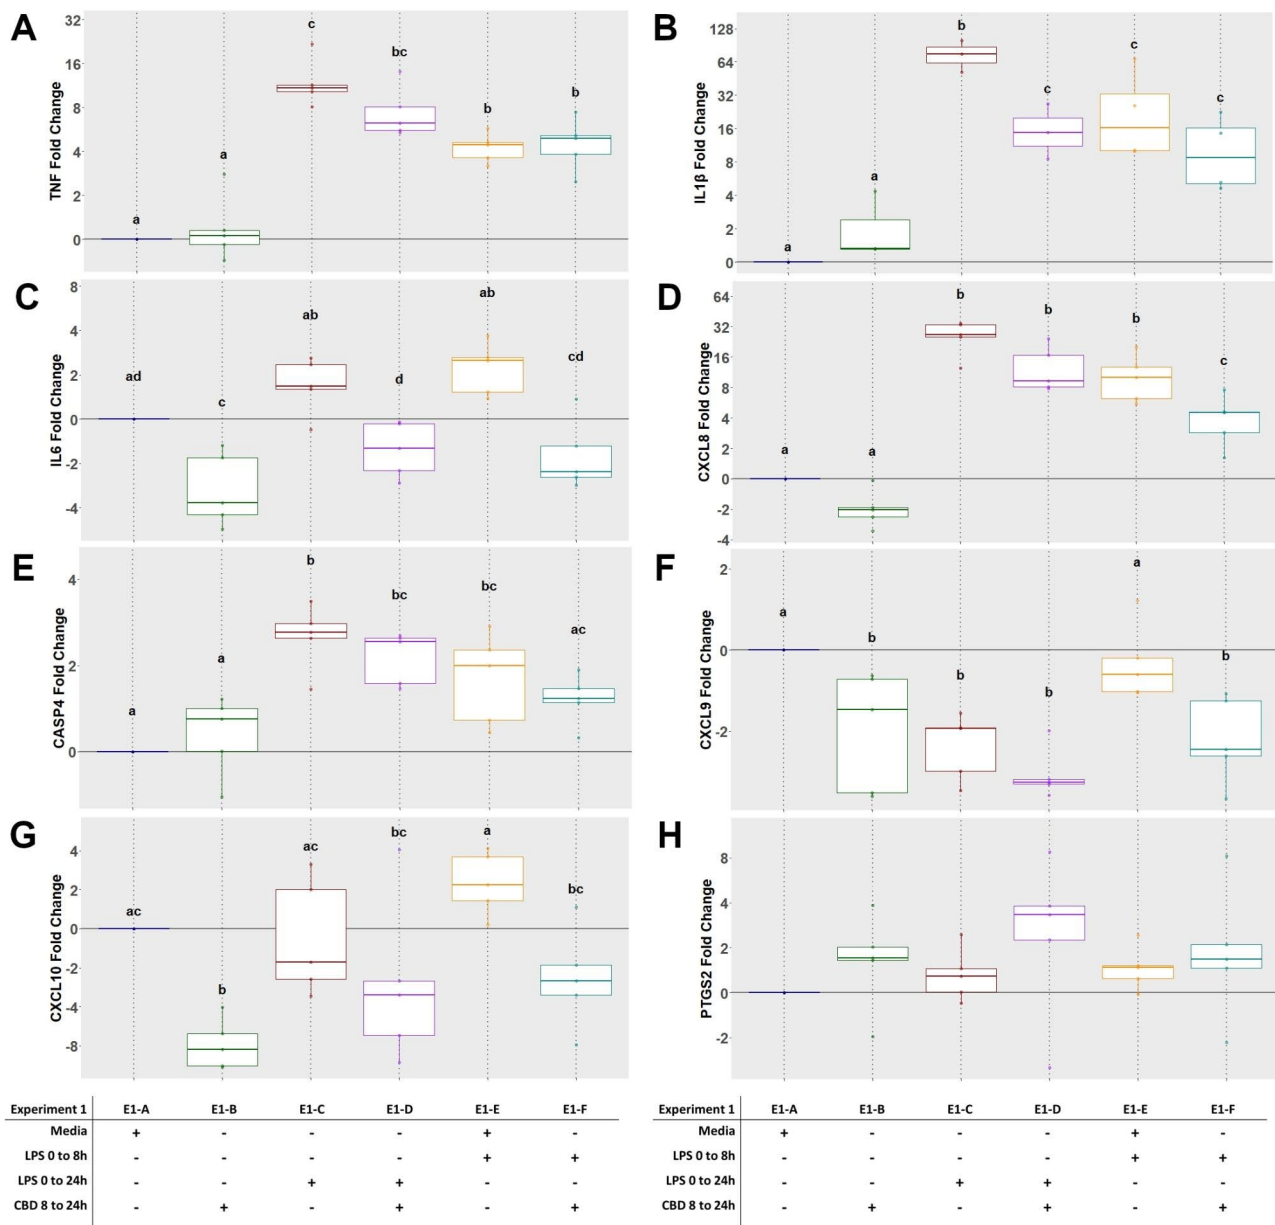 A
TNF Fold Change
32
16
8
4
2
0
a
a
c
bc
b
b
B
IL1β Fold Change
128
64
32
16
8
4
2
0
a
a
b
c
c
c
C
IL6 Fold Change
8
4
2
0
-2
-4
ad
c
ab
d
ab
cd
D
CXCL8 Fold Change
64
32
16
8
4
2
0
-2
-4
a
a
b
b
b
c
E
CASP4 Fold Change
4
2
0
a
a
b
bc
bc
ac
F
CXCL9 Fold Change
2
0
-2
a
b
b
b
a
b
G
CXCL10 Fold Change
4
2
0
-2
-4
-8
ac
b
ac
bc
a
bc
H
PTGS2 Fold Change
8
4
2
0
-2
Experiment 1 E1-A E1-B E1-C E1-D E1-E E1-F
Media + - - - + -
LPS 0 to 8h - - - - + +
LPS 0 to 24h - - + + - -
CBD 8 to 24h - + - + - +
Experiment 1 E1-A E1-B E1-C E1-D E1-E E1-F
Media + - - - + -
LPS 0 to 8h - - - - + +
LPS 0 to 24h - - + + - -
CBD 8 to 24h - + - + - +